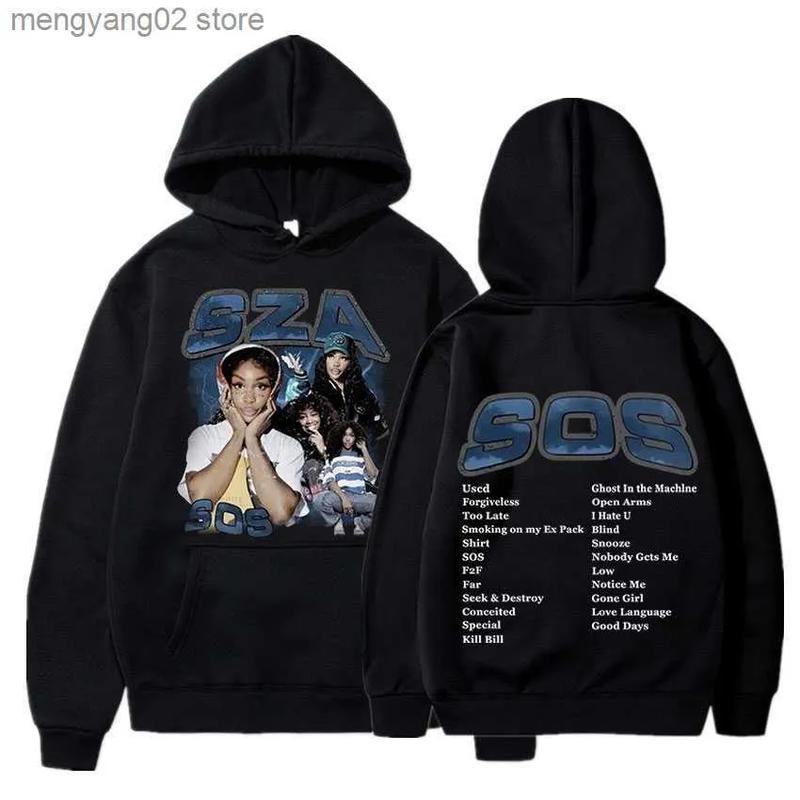 mengyang02 store
SZA
SOS
SOS
Used
Forgiveless
Too Late
Smoking on my Ex Pack
Shirt
SOS
F2F
Far
Seek & Destroy
Conceited
Special
Kill Bill
Ghost In the Machlne
Open Arms
I Hate U
Blind
Snooze
Nobody Gets Me
Low
Notice Me
Gone Girl
Love Language
Good Days